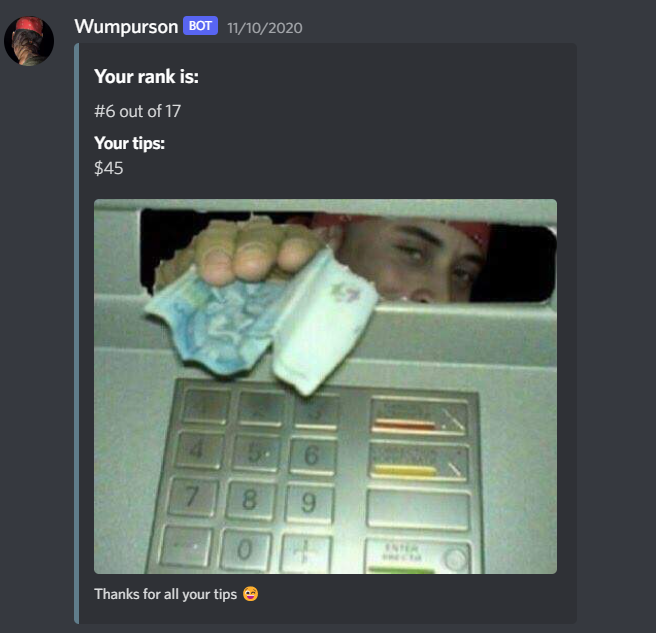 Wumpurson BOT 11/10/2020
Your rank is:
#6 out of 17
Your tips:
$45
4 5 6
7 8 9
0
ENTER
Thanks for all your tips 😅